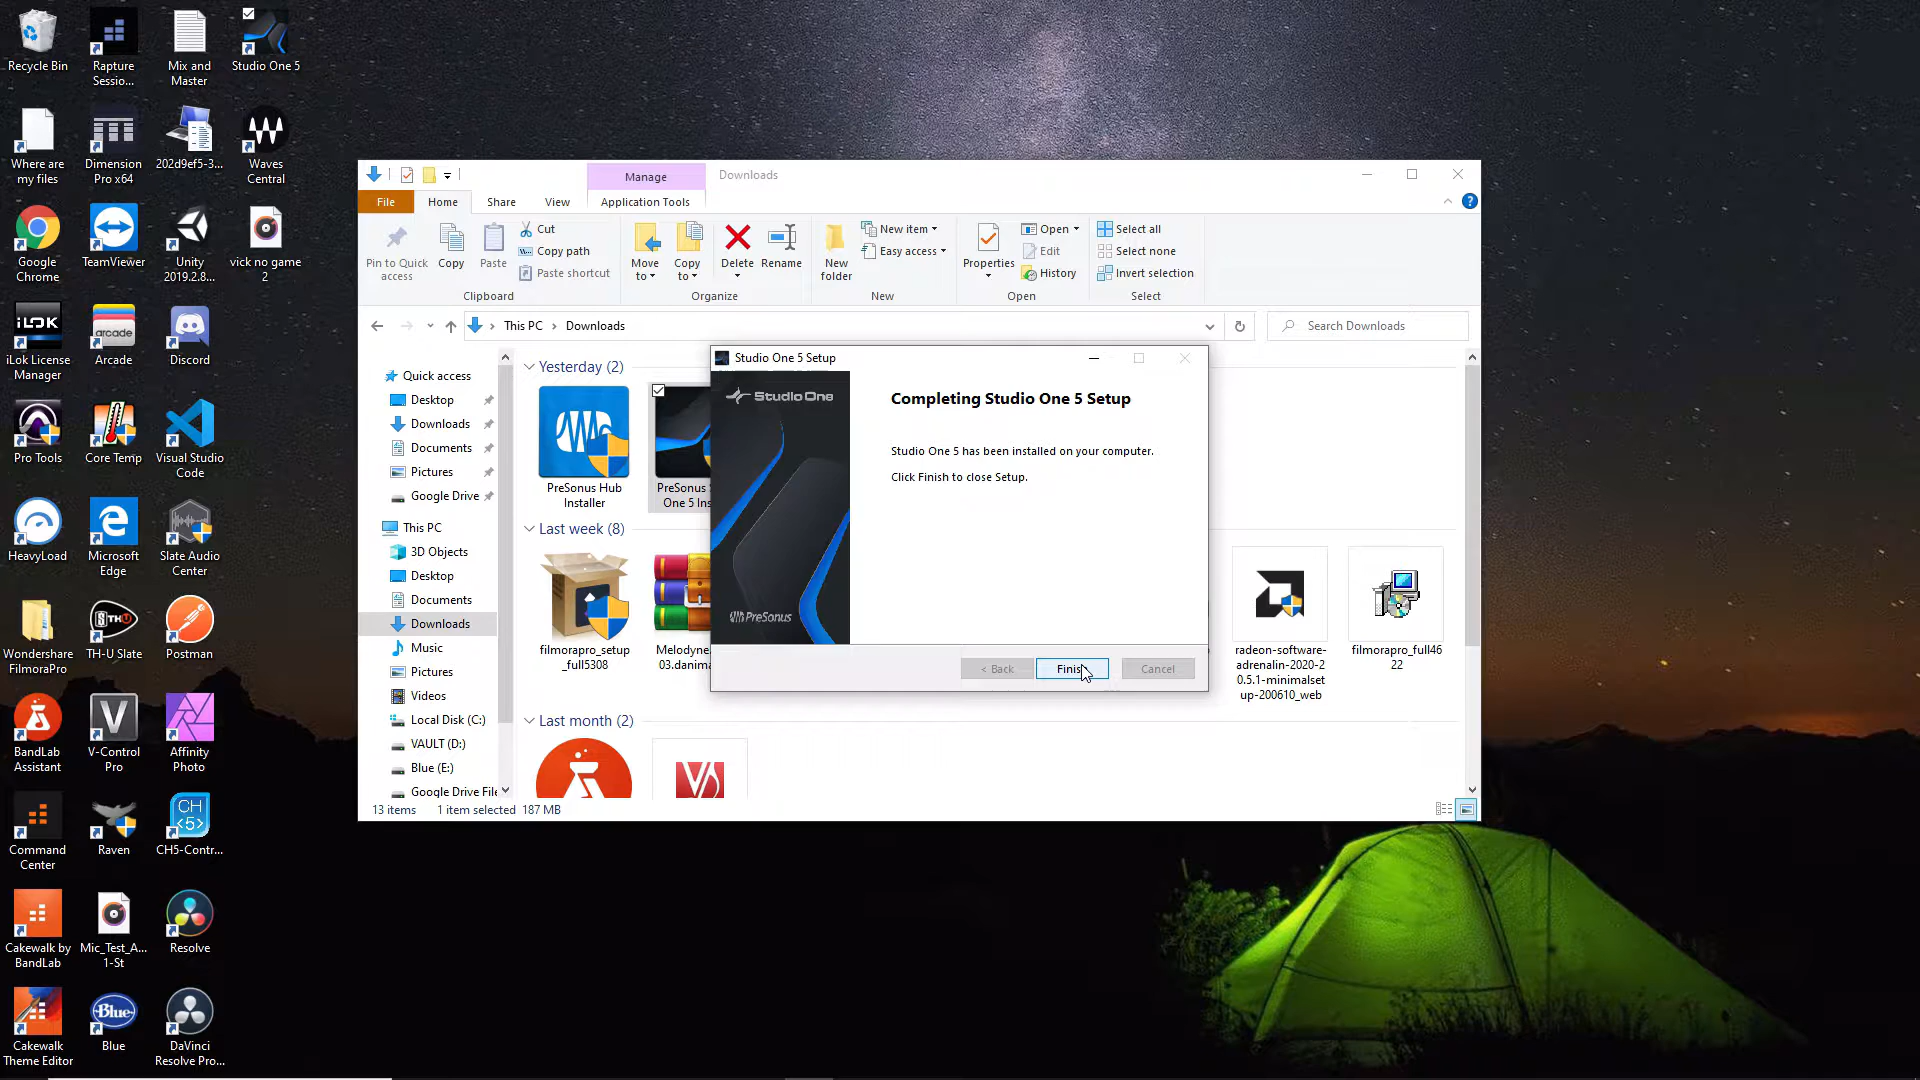 Recycle Bin
Rapture
Sessio...
Mix and
Master
Studio One 5
Where are
my files
Dimension
Pro x64
202d9ef5-3...
Waves
Central
Google
Chrome
TeamViewer
Unity
2019.2.8...
vick no game
2
iLOK
iLok License
Manager
arcade
Arcade
Discord
Pro Tools
Core Temp
Visual Studio
Code
HeavyLoad
Microsoft
Edge
Slate Audio
Center
Wondershare
FilmoraPro
TH-U Slate
Postman
BandLab
Assistant
V-Control
Pro
Affinity
Photo
Command
Center
Raven
CH
<5>
CH5-Contr...
Cakewalk by
BandLab
Mic_Test_A...
1-St
Resolve
Cakewalk
Theme Editor
Blue
Blue
DaVinci
Resolve Pro...
Manage
Downloads
File
Home
Share
View
Application Tools
Pin to Quick
access
Copy
Paste
Cut
Copy path
Paste shortcut
Clipboard
Move
to
Copy
to
Delete
Rename
Organize
New
folder
New item
Easy access
New
Properties
Open
Edit
History
Open
Select all
Select none
Invert selection
Select
This PC > Downloads
Search Downloads
Quick access
Desktop
Downloads
Documents
Pictures
Google Drive
This PC
3D Objects
Desktop
Documents
Downloads
Music
Pictures
Videos
Local Disk (C:)
VAULT (D:)
Blue (E:)
Google Drive File
Yesterday (2)
PreSonus Hub
Installer
PreSonus
One 5 Ins
Last week (8)
filmorapro_setup
_full5308
Melodyne
03.danima
radeon-software-
adrenalin-2020-2
0.5.1-minimalset
up-200610_web
filmorapro_full46
22
Last month (2)
13 items
1 item selected 187 MB
Studio One 5 Setup
Studio One
PreSonus
Completing Studio One 5 Setup
Studio One 5 has been installed on your computer.
Click Finish to close Setup.
< Back
Finish
Cancel